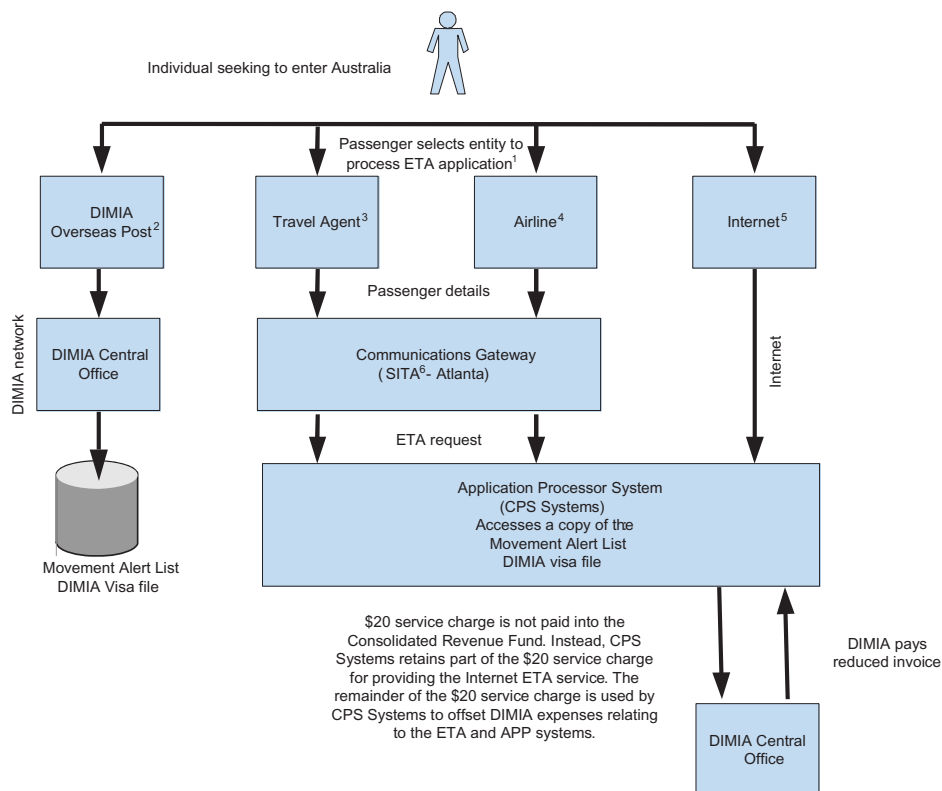 Individual seeking to enter Australia
Passenger selects entity to
process ETA application1
DIMIA
Overseas Post2
Travel Agent3
Airline4
Internet5
Passenger details
DIMIA network
DIMIA Central
Office
Communications Gateway
( SITA6- Atlanta)
Internet
ETA request
Application Processor System
(CPS Systems)
Accesses a copy of the
Movement Alert List
DIMIA visa file
Movement Alert List
DIMIA Visa file
$20 service charge is not paid into the
Consolidated Revenue Fund. Instead, CPS
Systems retains part of the $20 service charge
for providing the Internet ETA service. The
remainder of the $20 service charge is used by
CPS Systems to offset DIMIA expenses relating
to the ETA and APP systems.
DIMIA pays
reduced invoice
DIMIA Central
Office